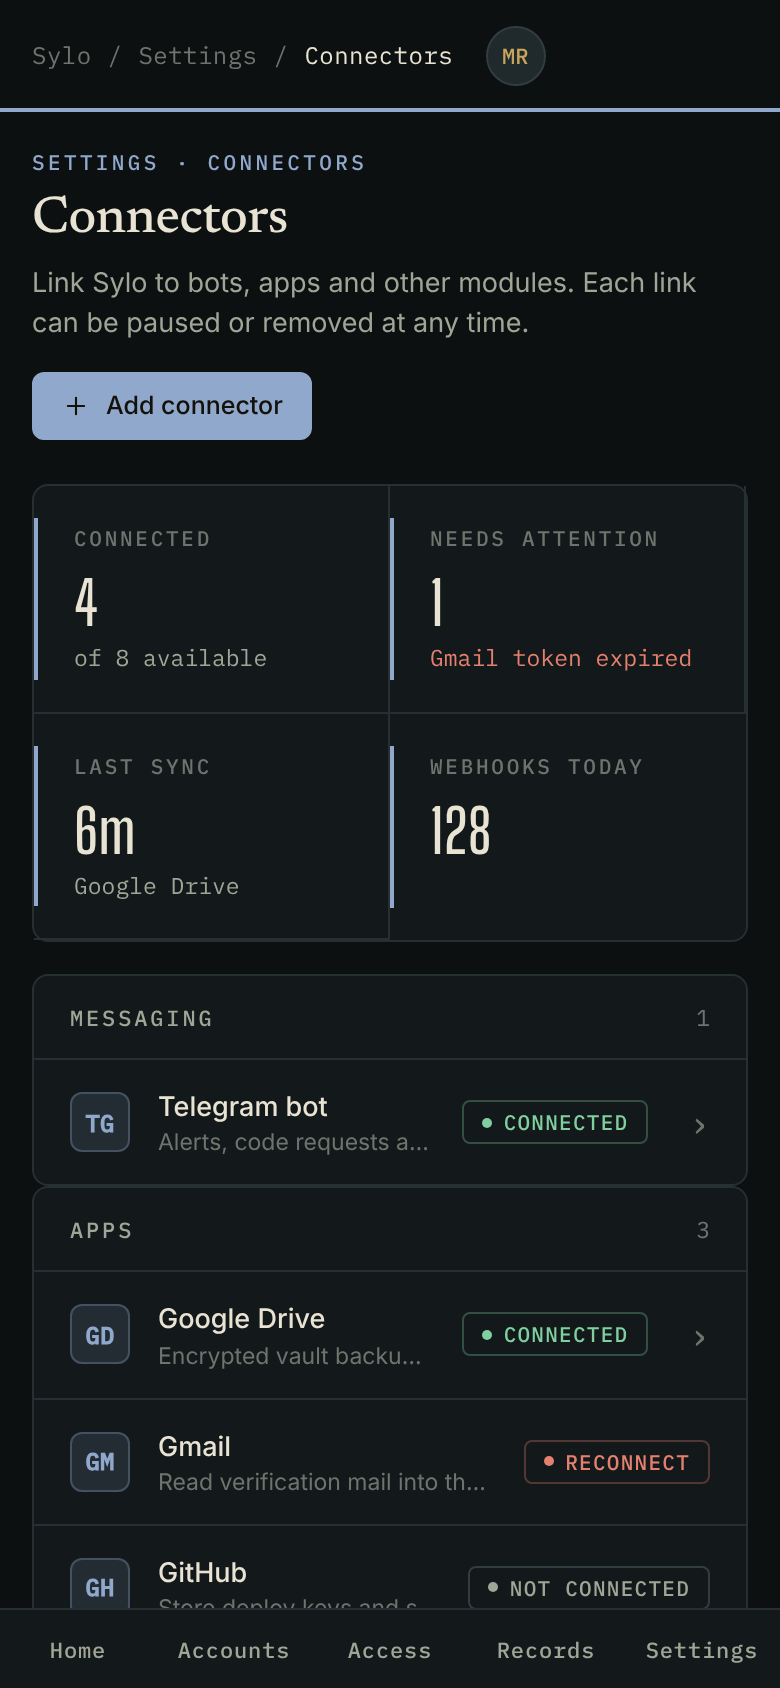 Sylo / Settings / Connectors MR
SETTINGS · CONNECTORS
Connectors
Link Sylo to bots, apps and other modules. Each link
can be paused or removed at any time.
+ Add connector
CONNECTED
4
of 8 available
NEEDS ATTENTION
1
Gmail token expired
LAST SYNC
6m
Google Drive
WEBHOOKS TODAY
128
MESSAGING 1
TG Telegram bot CONNECTED ›
Alerts, code requests a...
APPS 3
GD Google Drive CONNECTED ›
Encrypted vault backu...
GM Gmail RECONNECT
Read verification mail into th...
GH GitHub NOT CONNECTED
Store deploy keys and s
Home Accounts Access Records Settings